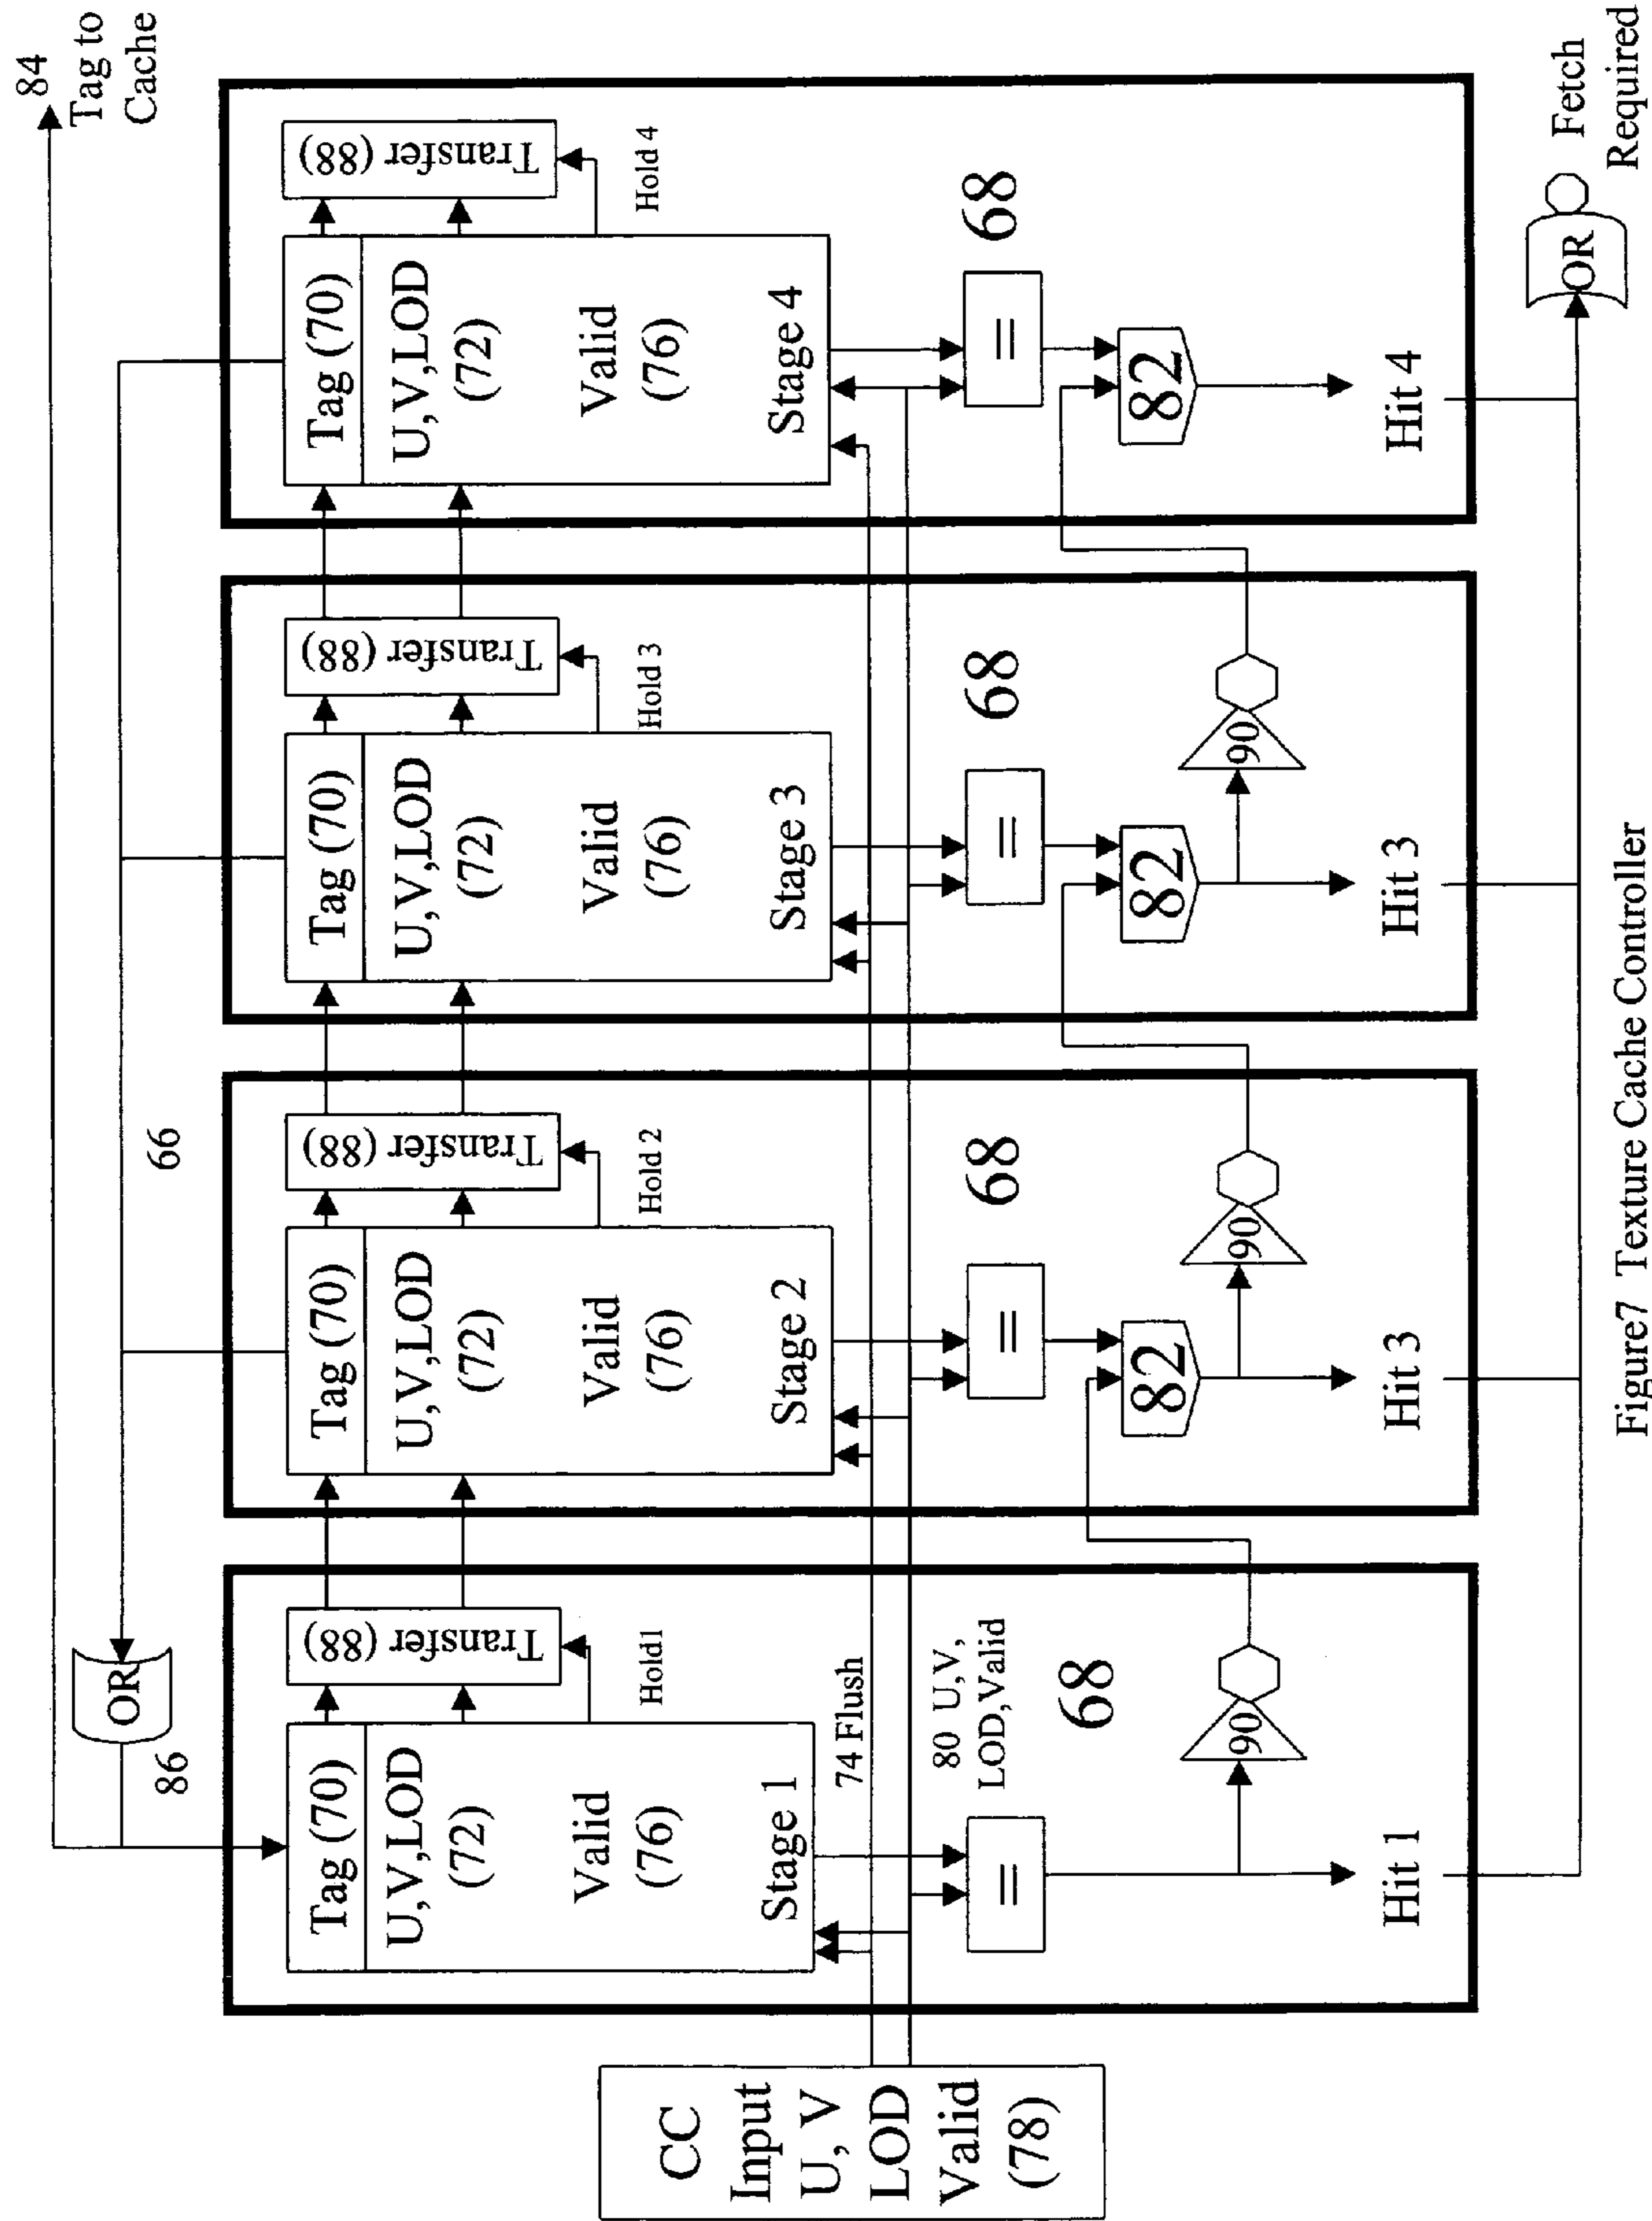 84
Tag to
Cache
OR
86
66
Tag (70)
U,V,LOD
(72)
Valid
(76)
Stage 1
Transfer (88)
Hold1
Tag (70)
U,V,LOD
(72)
Valid
(76)
Stage 2
Transfer (88)
Hold 2
Tag (70)
U,V,LOD
(72)
Valid
(76)
Stage 3
Transfer (88)
Hold 3
Tag (70)
U,V,LOD
(72)
Valid
(76)
Stage 4
Transfer (88)
Hold 4
CC
Input
U, V
LOD
Valid
(78)
74 Flush
80 U,V,
LOD,Valid
=
68
90
Hit 1
=
68
82
90
Hit 3
=
68
82
90
Hit 3
=
68
82
Hit 4
OR
Fetch
Required
Figure7 Texture Cache Controller